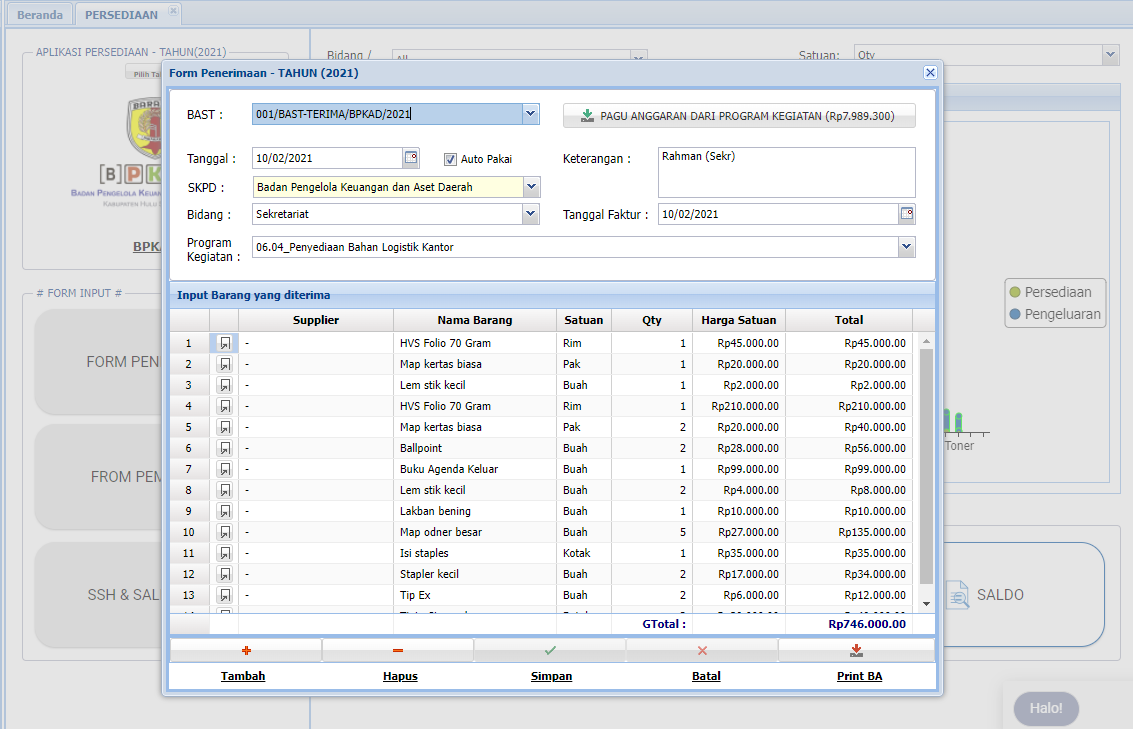 Beranda
PERSEDIAAN
APLIKASI PERSEDIAAN - TAHUN(2021)
Bidang /
All
Satuan:
Qty
Form Penerimaan - TAHUN (2021)
BAST :
001/BAST-TERIMA/BPKAD/2021
PAGU ANGGARAN DARI PROGRAM KEGIATAN (Rp7.989.300)
Tanggal :
10/02/2021
Auto Pakai
Keterangan :
Rahman (Sekr)
SKPD :
Badan Pengelola Keuangan dan Aset Daerah
Bidang :
Sekretariat
Tanggal Faktur :
10/02/2021
Program
Kegiatan :
06.04_Penyediaan Bahan Logistik Kantor
Input Barang yang diterima
Supplier Nama Barang Satuan Qty Harga Satuan Total
1 - HVS Folio 70 Gram Rim 1 Rp45.000.00 Rp45.000.00
2 - Map kertas biasa Pak 1 Rp20.000.00 Rp20.000.00
3 - Lem stik kecil Buah 1 Rp2.000.00 Rp2.000.00
4 - HVS Folio 70 Gram Rim 1 Rp210.000.00 Rp210.000.00
5 - Map kertas biasa Pak 2 Rp20.000.00 Rp40.000.00
6 - Ballpoint Buah 2 Rp28.000.00 Rp56.000.00
7 - Buku Agenda Keluar Buah 1 Rp99.000.00 Rp99.000.00
8 - Lem stik kecil Buah 2 Rp4.000.00 Rp8.000.00
9 - Lakban bening Buah 1 Rp10.000.00 Rp10.000.00
10 - Map odner besar Buah 5 Rp27.000.00 Rp135.000.00
11 - Isi staples Kotak 1 Rp35.000.00 Rp35.000.00
12 - Stapler kecil Buah 2 Rp17.000.00 Rp34.000.00
13 - Tip Ex Buah 2 Rp6.000.00 Rp12.000.00
GTotal : Rp746.000.00
Tambah
Hapus
Simpan
Batal
Print BA
Pilih Ta
BARA
[B]PK
BADAN PENGELOLA KEUAN
KABUPATEN HULU
BPK
# FORM INPUT #
FORM PEN
FROM PEM
SSH & SAL
Persediaan
Pengeluaran
Toner
SALDO
Halo!